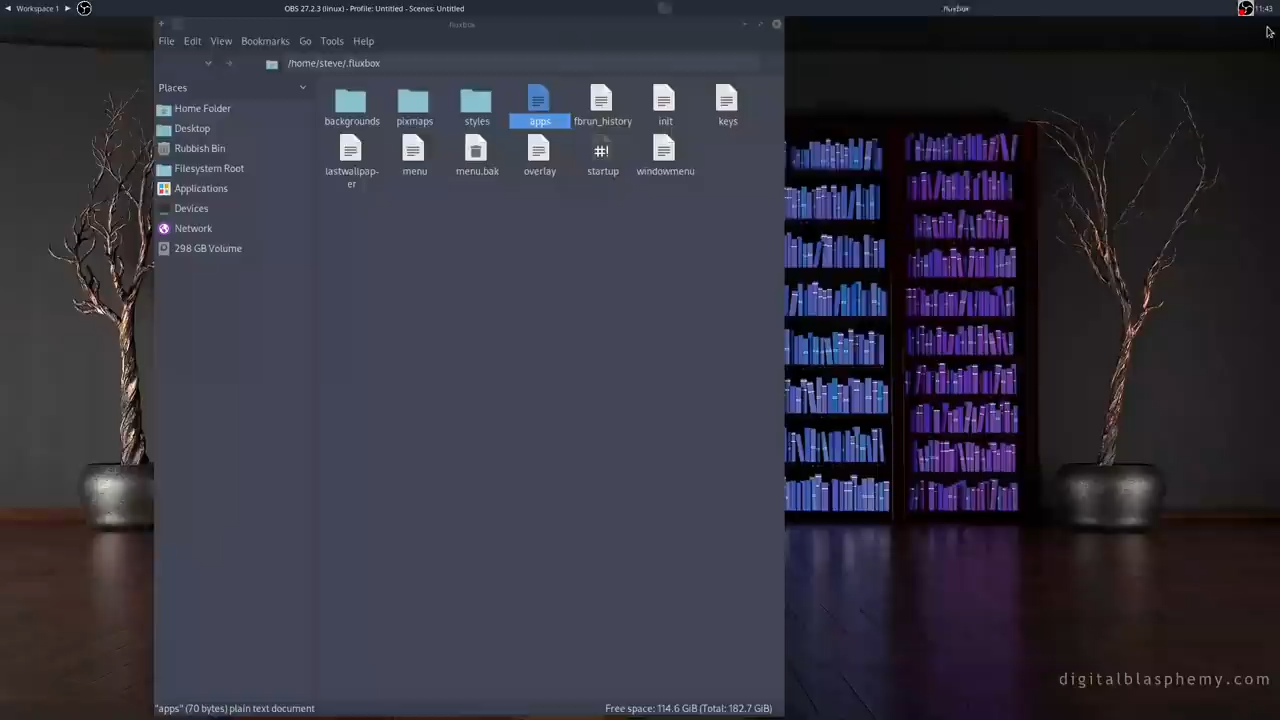 Workspace 1
OBS 27.2.3 (linux) - Profile: Untitled - Scenes: Untitled
.fluxbox
11:43
fluxbox
File Edit View Bookmarks Go Tools Help
/home/steve/.fluxbox
Places
Home Folder
Desktop
Rubbish Bin
Filesystem Root
Applications
Devices
Network
298 GB Volume
backgrounds pixmaps styles apps fbrun_history init keys
lastwallpap-
er
menu menu.bak overlay startup windowmenu
#!
"apps" (70 bytes) plain text document
Free space: 114.6 GiB (Total: 182.7 GiB)
digitalblasphemy.com